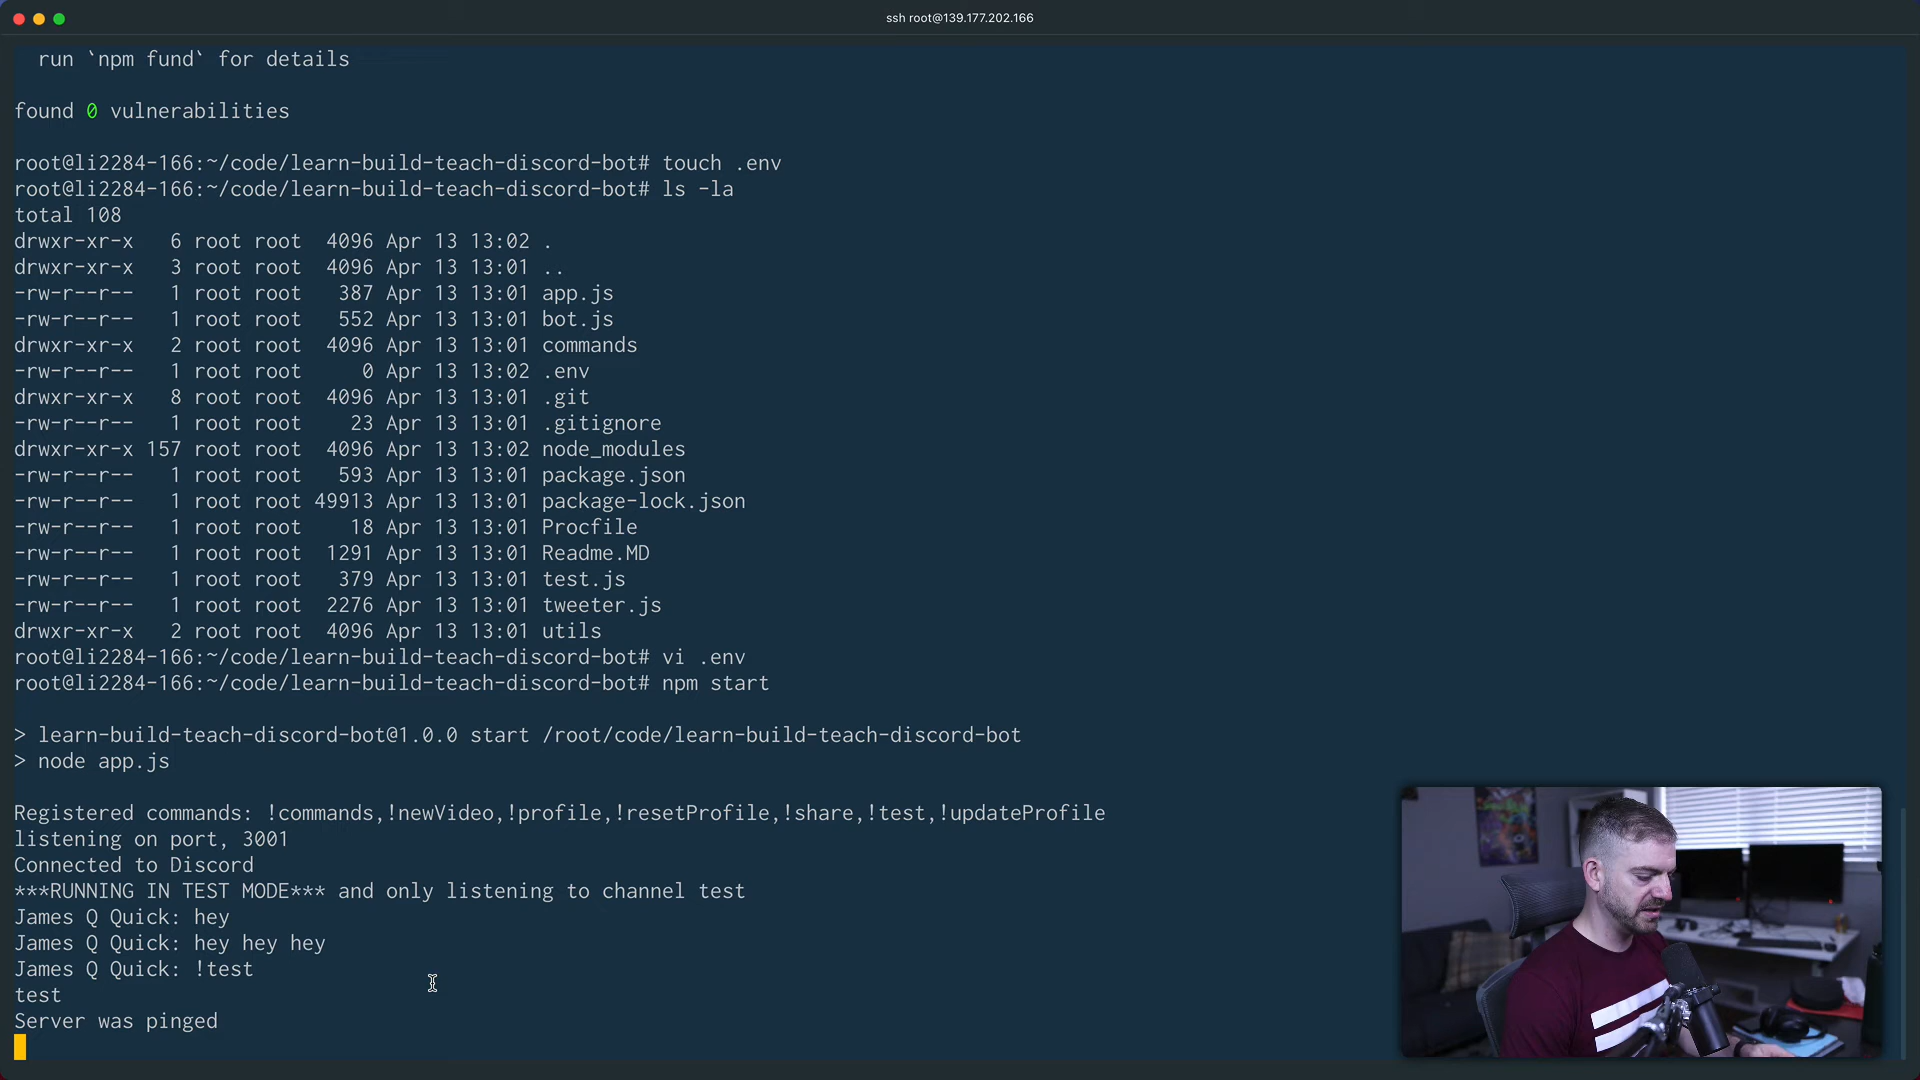 ssh root@139.177.202.166
run `npm fund` for details
found 0 vulnerabilities
root@li2284-166:~/code/learn-build-teach-discord-bot# touch .env
root@li2284-166:~/code/learn-build-teach-discord-bot# ls -la
total 108
drwxr-xr-x   6 root root  4096 Apr 13 13:02 .
drwxr-xr-x   3 root root  4096 Apr 13 13:01 ..
-rw-r--r--   1 root root   387 Apr 13 13:01 app.js
-rw-r--r--   1 root root   552 Apr 13 13:01 bot.js
drwxr-xr-x   2 root root  4096 Apr 13 13:01 commands
-rw-r--r--   1 root root     0 Apr 13 13:02 .env
drwxr-xr-x   8 root root  4096 Apr 13 13:01 .git
-rw-r--r--   1 root root    23 Apr 13 13:01 .gitignore
drwxr-xr-x 157 root root  4096 Apr 13 13:02 node_modules
-rw-r--r--   1 root root   593 Apr 13 13:01 package.json
-rw-r--r--   1 root root 49913 Apr 13 13:01 package-lock.json
-rw-r--r--   1 root root    18 Apr 13 13:01 Procfile
-rw-r--r--   1 root root  1291 Apr 13 13:01 Readme.MD
-rw-r--r--   1 root root   379 Apr 13 13:01 test.js
-rw-r--r--   1 root root  2276 Apr 13 13:01 tweeter.js
drwxr-xr-x   2 root root  4096 Apr 13 13:01 utils
root@li2284-166:~/code/learn-build-teach-discord-bot# vi .env
root@li2284-166:~/code/learn-build-teach-discord-bot# npm start
> learn-build-teach-discord-bot@1.0.0 start /root/code/learn-build-teach-discord-bot
> node app.js
Registered commands: !commands,!newVideo,!profile,!resetProfile,!share,!test,!updateProfile
listening on port, 3001
Connected to Discord
***RUNNING IN TEST MODE*** and only listening to channel test
James Q Quick: hey
James Q Quick: hey hey hey
James Q Quick: !test
test
Server was pinged